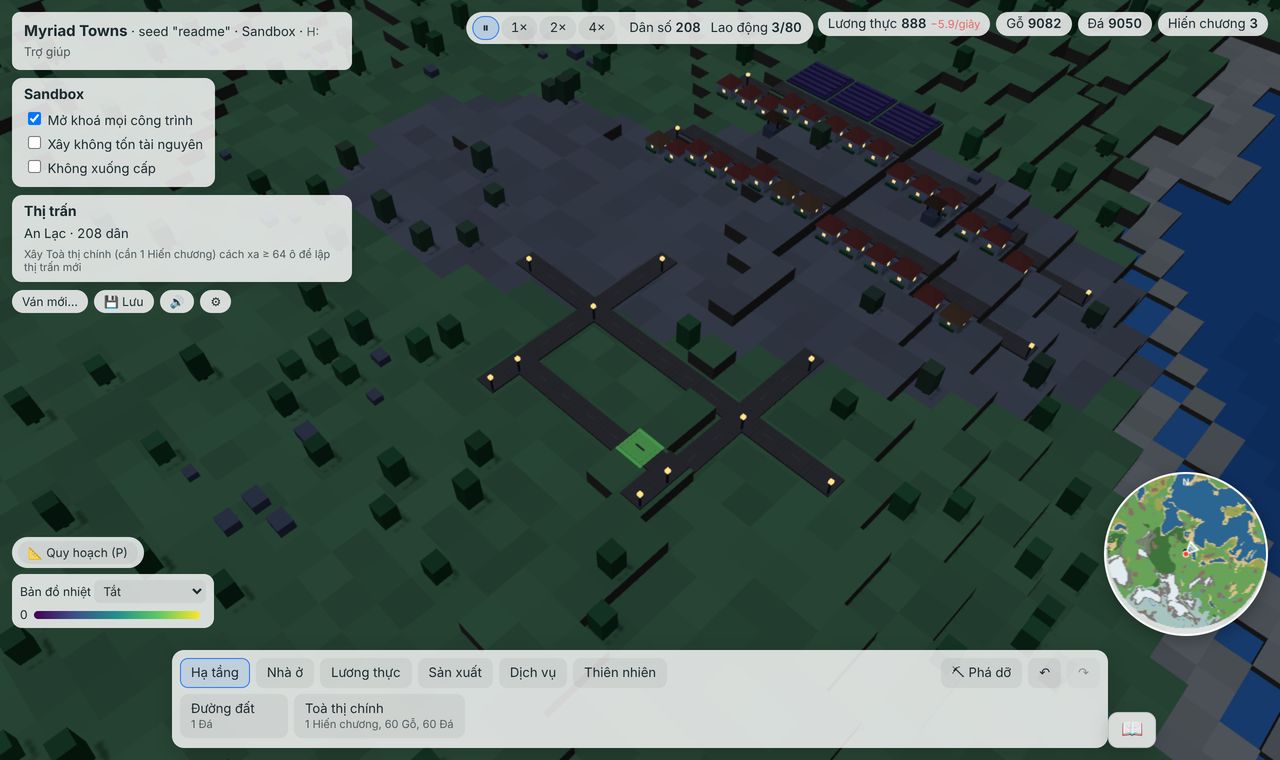 Myriad Towns · seed "readme" · Sandbox · H:
Trợ giúp
⏸ 1× 2× 4× Dân số 208 Lao động 3/80
Lương thực 888 −5.9/giây
Gỗ 9082
Đá 9050
Hiến chương 3
Sandbox
Mở khoá mọi công trình
Xây không tốn tài nguyên
Không xuống cấp
Thị trấn
An Lạc · 208 dân
Xây Toà thị chính (cần 1 Hiến chương) cách xa ≥ 64 ô để lập
thị trấn mới
Ván mới...
💾 Lưu
N
📐 Quy hoạch (P)
Bản đồ nhiệt Tắt
0
Hạ tầng Nhà ở Lương thực Sản xuất Dịch vụ Thiên nhiên ⛏ Phá dỡ ↶ ↷
Đường đất
1 Đá
Toà thị chính
1 Hiến chương, 60 Gỗ, 60 Đá